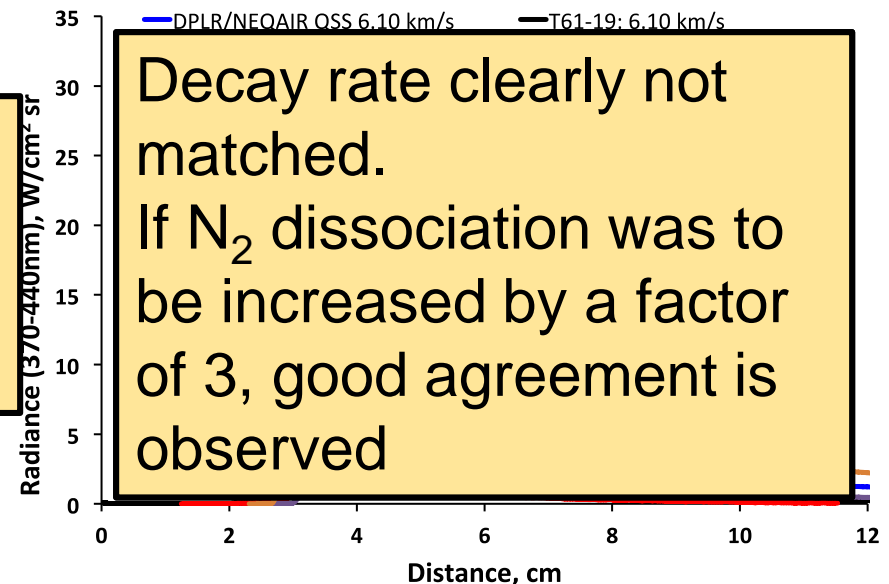 DPLR/NEQAIR QSS 6.10 km/s T61-19: 6.10 km/s
Decay rate clearly not
matched.
If N₂ dissociation was to
be increased by a factor
of 3, good agreement is
observed
Radiance (370-440nm), W/cm² sr
35
30
25
20
15
10
5
0
0 2 4 6 8 10 12
Distance, cm